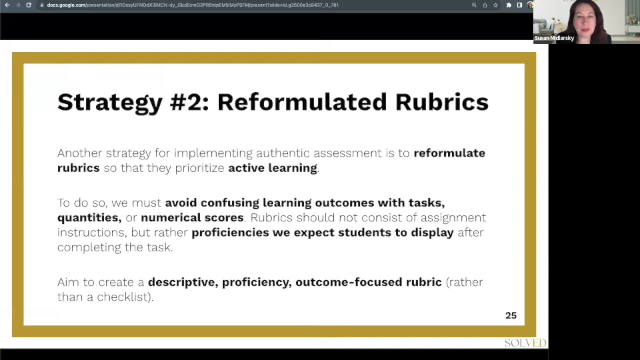 Susan Nidlarsky
Strategy #2: Reformulated Rubrics
Another strategy for implementing authentic assessment is to reformulate
rubrics so that they prioritize active learning.
To do so, we must avoid confusing learning outcomes with tasks,
quantities, or numerical scores. Rubrics should not consist of assignment
instructions, but rather proficiencies we expect students to display after
completing the task.
Aim to create a descriptive, proficiency, outcome-focused rubric (rather
than a checklist).
25
SOLVED